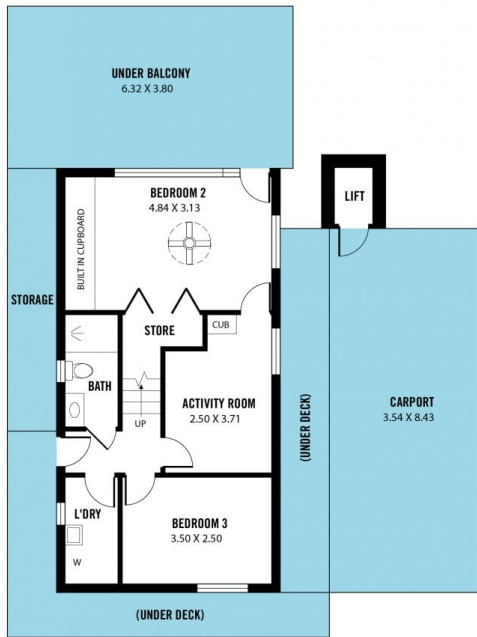 UNDER BALCONY
6.32 X 3.80
LIFT
BEDROOM 2
4.84 X 3.13
BUILT IN CUPBOARD
STORAGE
STORE
CUB
BATH
UP
ACTIVITY ROOM
2.50 X 3.71
(UNDER DECK)
CARPORT
3.54 X 8.43
L'DRY
W
BEDROOM 3
3.50 X 2.50
(UNDER DECK)